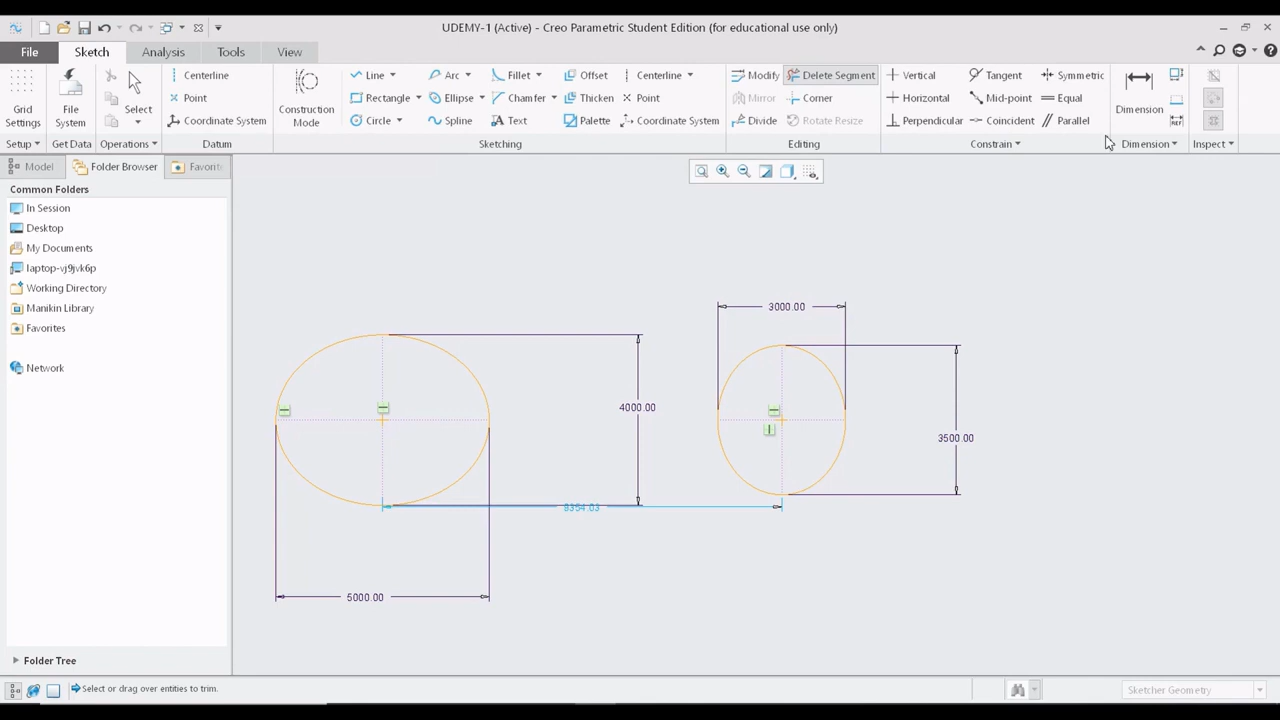 UDEMY-1 (Active) - Creo Parametric Student Edition (for educational use only)
File Sketch Analysis Tools View
Grid Settings
Setup
File System
Get Data
Select
Operations
Centerline
Point
Coordinate System
Datum
Construction Mode
Line Arc Fillet Offset Centerline
Rectangle Ellipse Chamfer Thicken Point
Circle Spline Text Palette Coordinate System
Sketching
Modify Delete Segment
Mirror Corner
Divide Rotate Resize
Editing
Vertical Tangent Symmetric
Horizontal Mid-point Equal
Perpendicular Coincident Parallel
Constrain
Dimension
REF
Dimension
Inspect
Model Folder Browser Favorit
Common Folders
In Session
Desktop
My Documents
laptop-vj9jvk6p
Working Directory
Manikin Library
Favorites
Network
Folder Tree
3000.00
4000.00
3500.00
8354.03
5000.00
Select or drag over entities to trim.
Sketcher Geometry